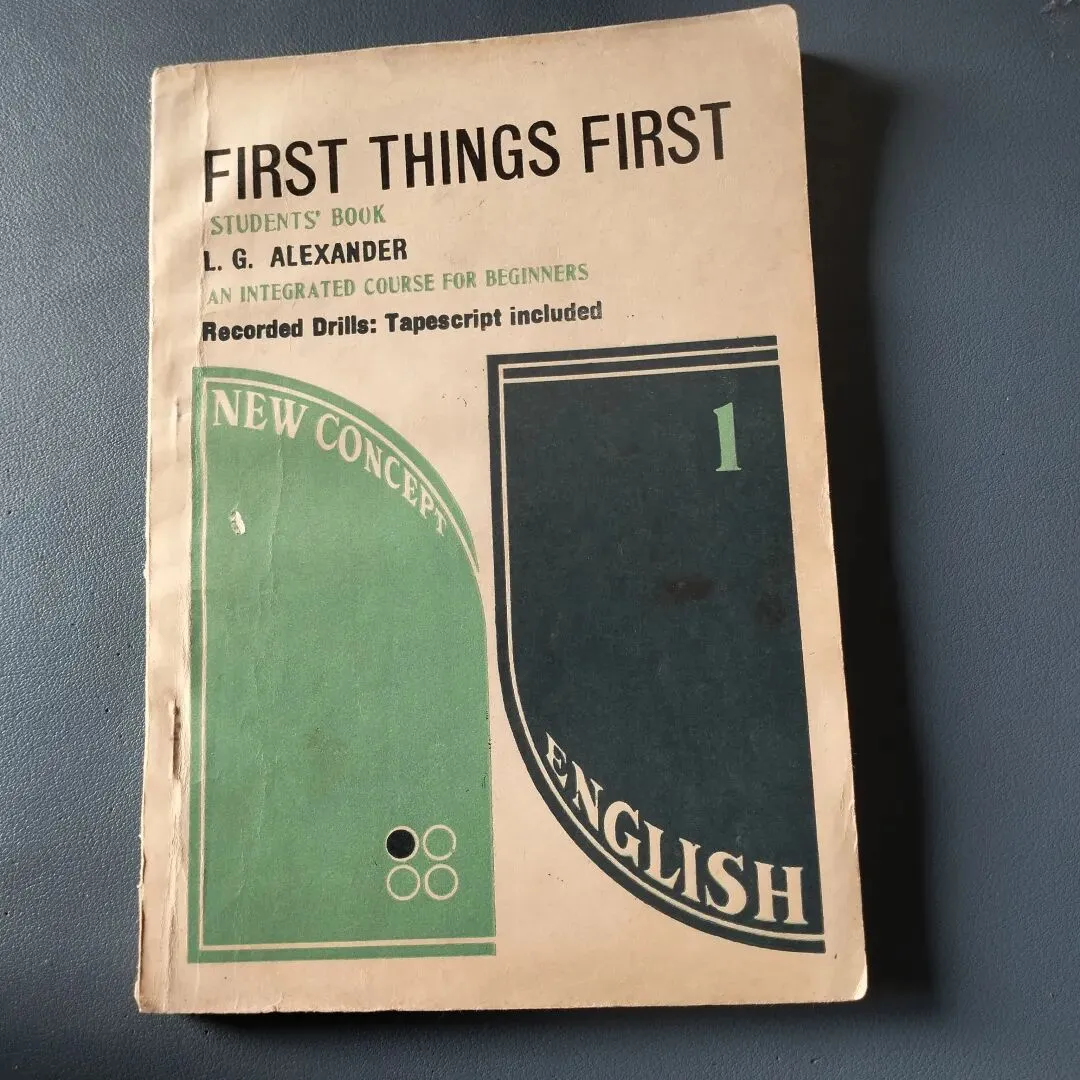 FIRST THINGS FIRST
STUDENTS' BOOK
L. G. ALEXANDER
AN INTEGRATED COURSE FOR BEGINNERS
Recorded Drills: Tapescript included
NEW CONCEPT
1
ENGLISH